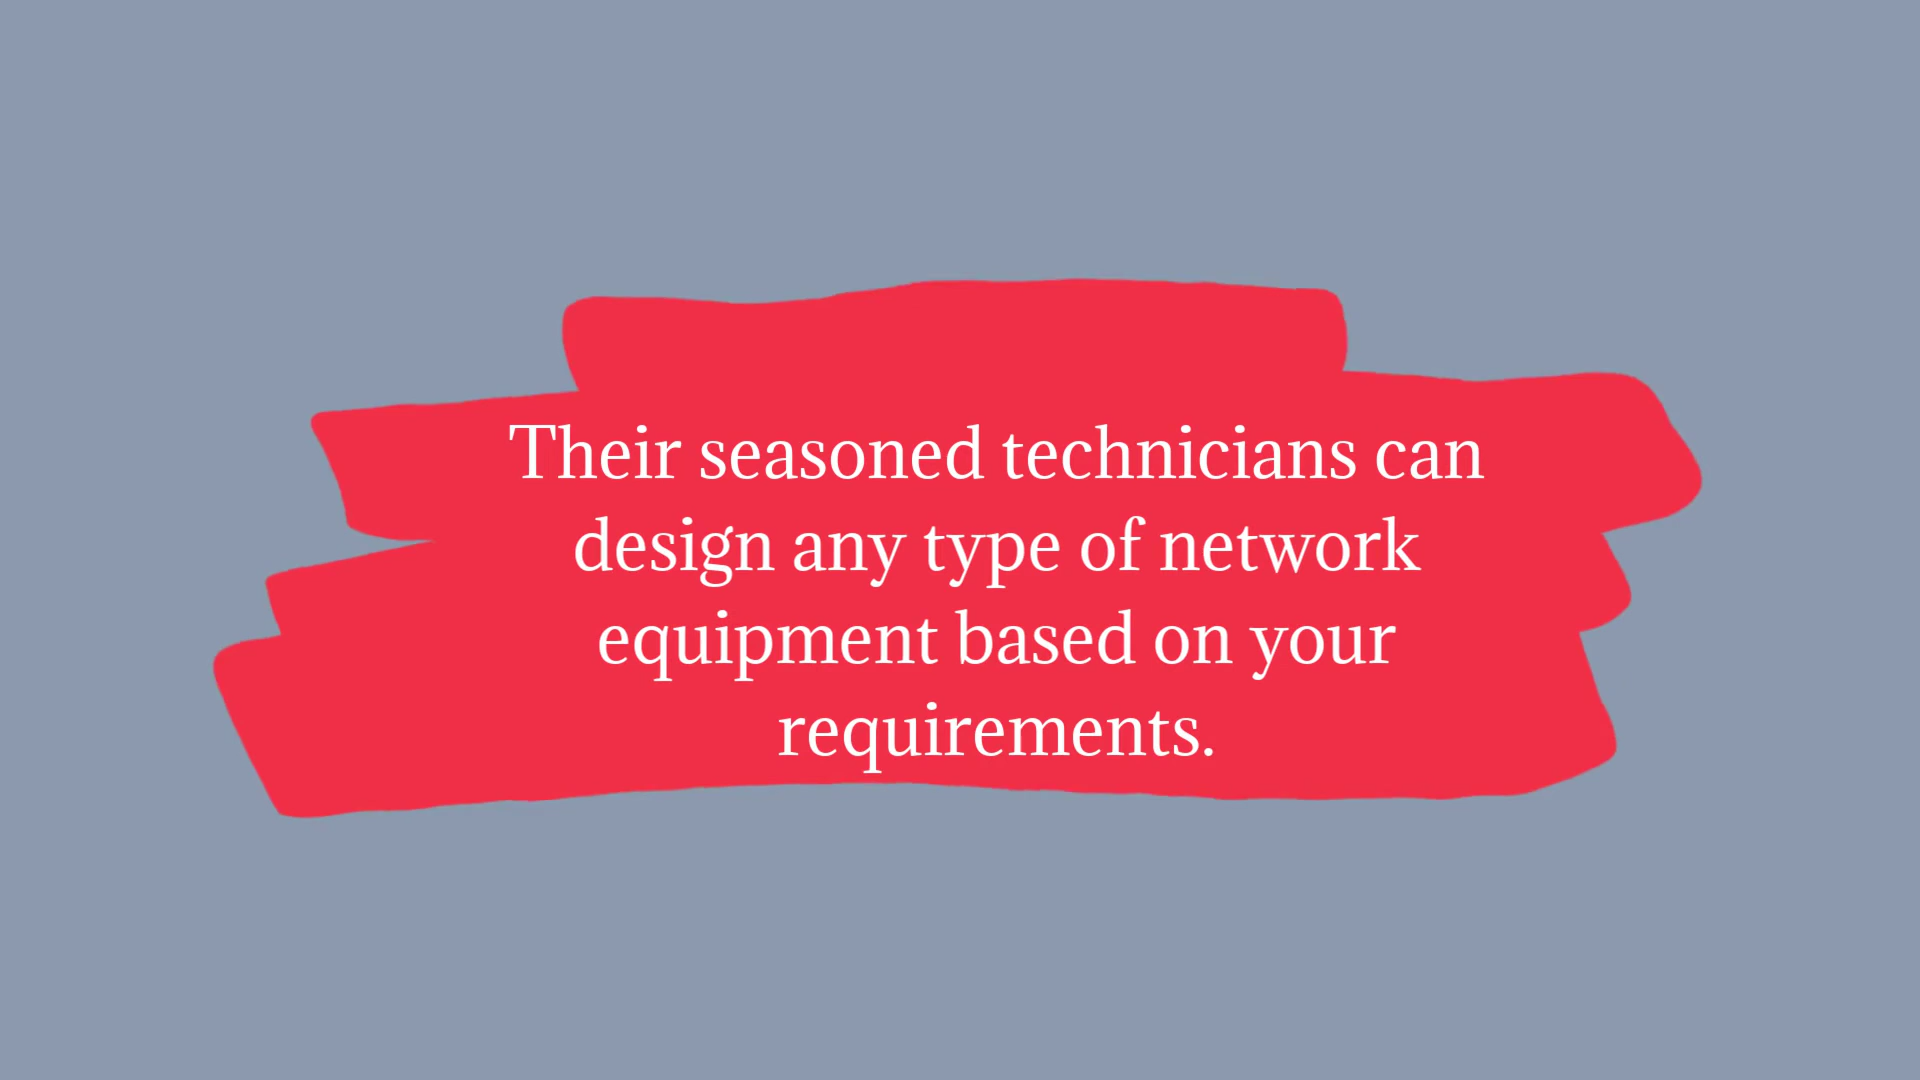 Their seasoned technicians can
design any type of network
equipment based on your
requirements.